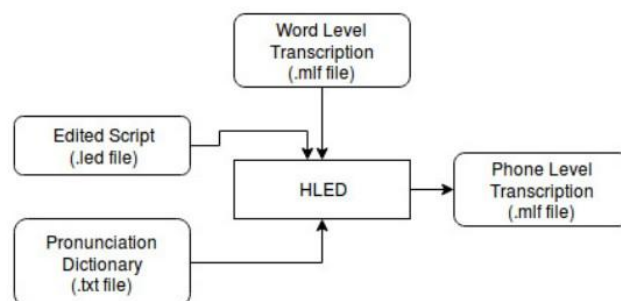 Word Level
Transcription
(.mlf file)
Edited Script
(.led file)
HLED
Phone Level
Transcription
(.mlf file)
Pronunciation
Dictionary
(.txt file)